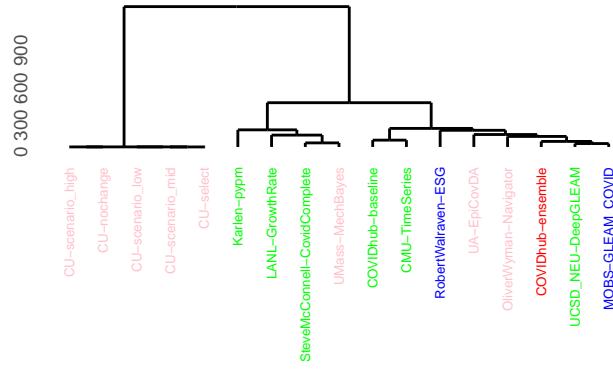 0 300 600 900
CU-scenario_high
CU-nochange
CU-scenario_low
CU-scenario_mid
CU-select
Karlen-pypm
LANL-GrowthRate
SteveMcConnell-CovidComplete
UMass-MechBayes
COVIDhub-baseline
CMU-TimeSeries
RobertWalraven-ESG
UA-EpiCovDA
OliverWyman-Navigator
COVIDhub-ensemble
UCSD_NEU-DeepGLEAM
MOBS-GLEAM_COVID